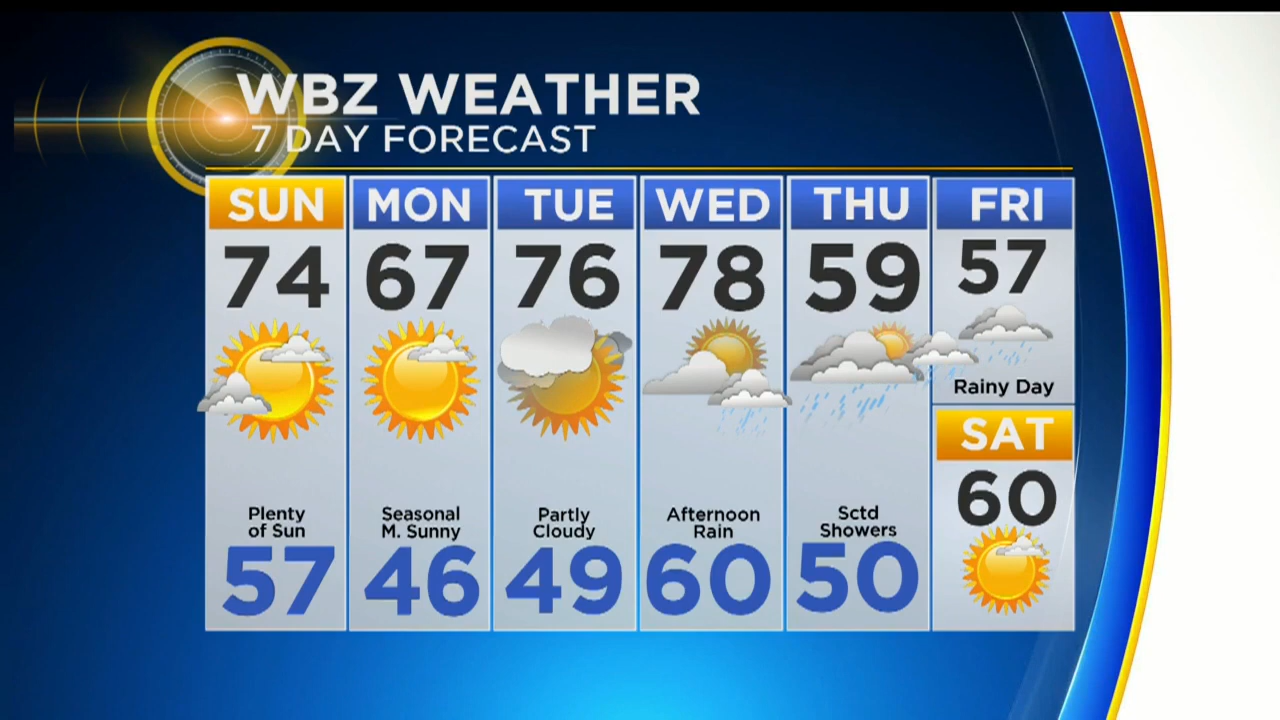 WBZ WEATHER
7 DAY FORECAST
SUN
74
Plenty
of Sun
57
MON
67
Seasonal
M. Sunny
46
TUE
76
Partly
Cloudy
49
WED
78
Afternoon
Rain
60
THU
59
Sctd
Showers
50
FRI
57
Rainy Day
SAT
60